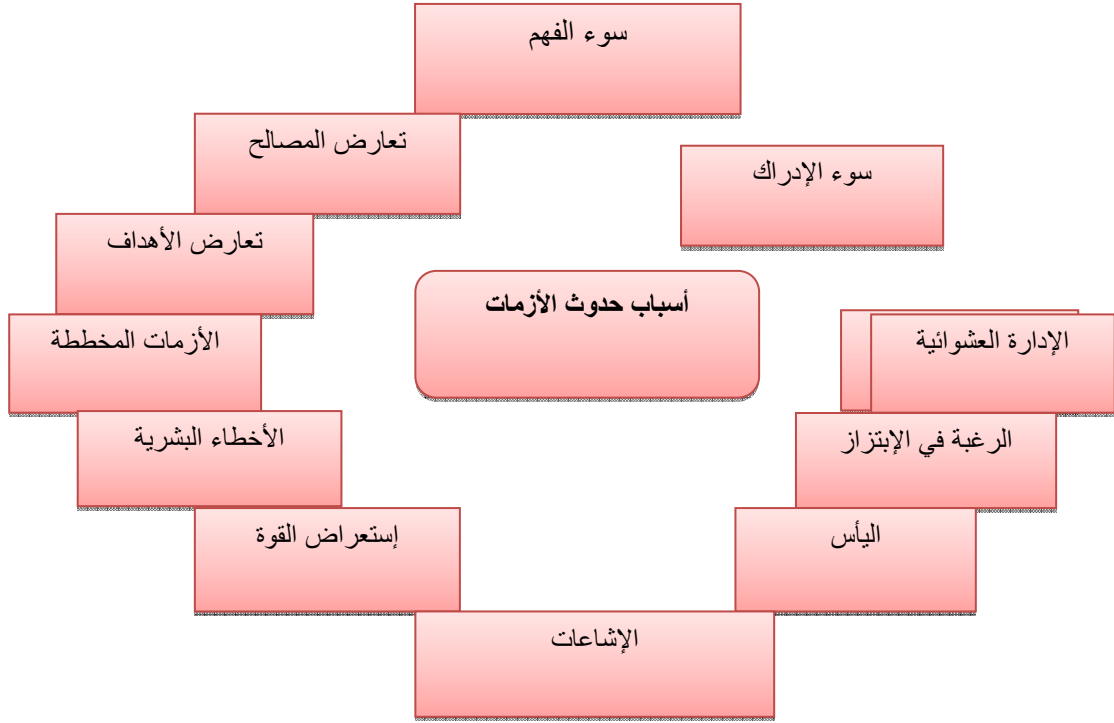 سوء الفهم
تعارض المصالح
سوء الإدراك
تعارض الأهداف
أسباب حدوث الأزمات
الأزمات المخططة
الإدارة العشوائية
الأخطاء البشرية
الرغبة في الإبتزاز
إستعراض القوة
اليأس
الإشاعات